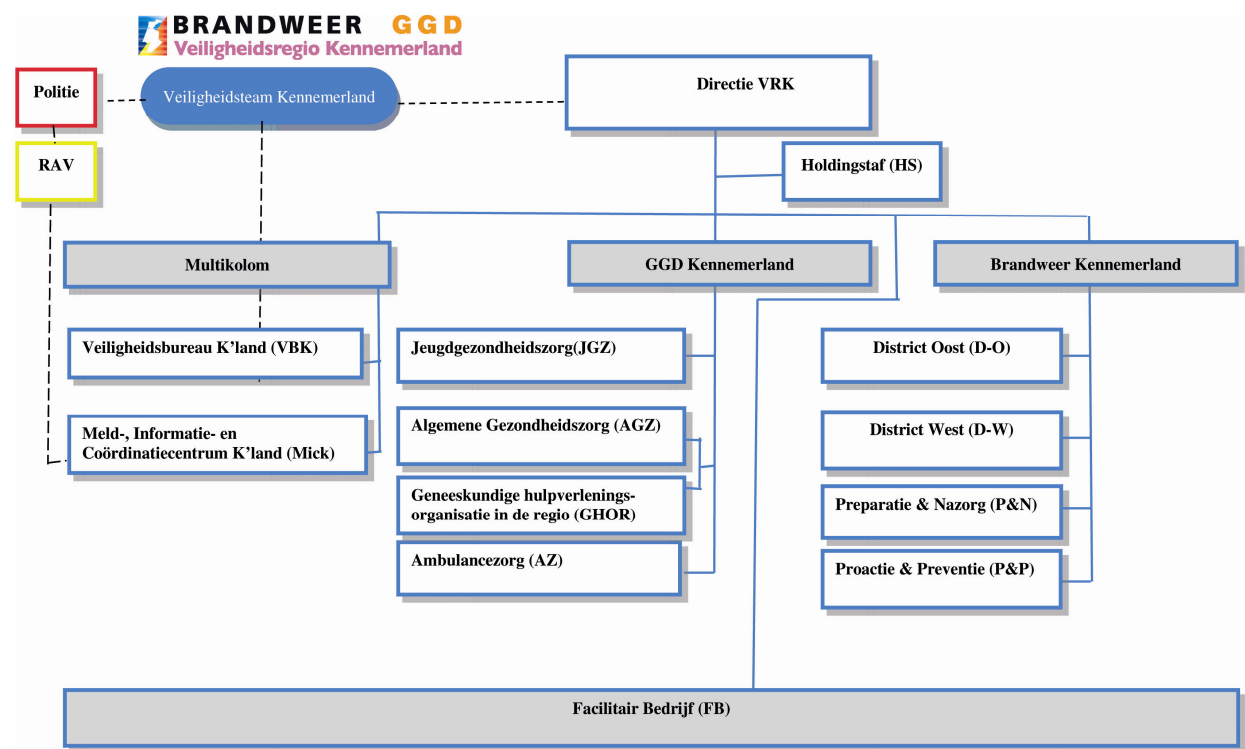 BRANDWEER GGD
Veiligheidsregio Kennemerland
Politie
Veiligheidsteam Kennemerland
Directie VRK
RAV
Holdingstaf (HS)
Multikolom
GGD Kennemerland
Brandweer Kennemerland
Veiligheidsbureau K’land (VBK)
Meld-, Informatie- en
Coördinatiecentrum K’land (Mick)
Jeugdgezondheidszorg(JGZ)
Algemene Gezondheidszorg (AGZ)
Geneeskundige hulpverlenings-
organisatie in de regio (GHOR)
Ambulancezorg (AZ)
District Oost (D-O)
District West (D-W)
Preparatie & Nazorg (P&N)
Proactie & Preventie (P&P)
Facilitair Bedrijf (FB)